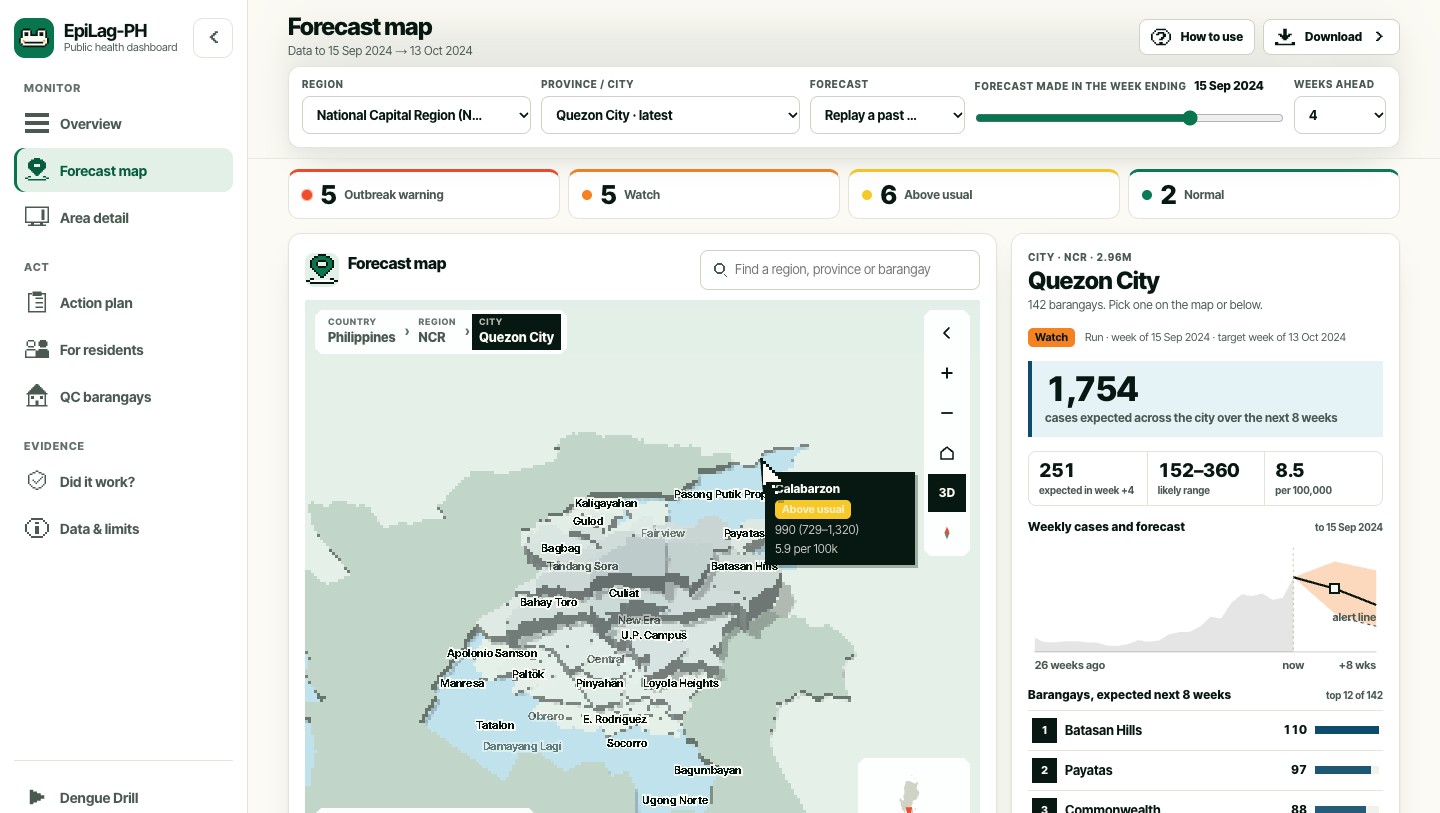 EpiLag-PH
Public health dashboard
MONITOR
Overview
Forecast map
Area detail
ACT
Action plan
For residents
QC barangays
EVIDENCE
Did it work?
Data & limits
Dengue Drill
Forecast map
Data to 15 Sep 2024 → 13 Oct 2024
How to use
Download
REGION
National Capital Region (N...
PROVINCE / CITY
Quezon City · latest
FORECAST
Replay a past ...
FORECAST MADE IN THE WEEK ENDING 15 Sep 2024
WEEKS AHEAD
4
5 Outbreak warning
5 Watch
6 Above usual
2 Normal
Forecast map
Find a region, province or barangay
COUNTRY
Philippines
›
REGION
NCR
›
CITY
Quezon City
3D
Pasong Putik Prop
Kaligayahan
Gulod
Fairview
Payatas
Bagbag
Tandang Sora
Batasan Hills
Culiat
Bahay Toro
New Era
U.P. Campus
Apolonio Samson
Central
Paltok
Manresa
Pinyahan
Loyola Heights
Obrero
E. Rodriguez
Tatalon
Damayang Lagi
Socorro
Bagumbayan
Ugong Norte
Above usual
990 (729–1,320)
5.9 per 100k
CITY · NCR · 2.96M
Quezon City
142 barangays. Pick one on the map or below.
Watch
Run · week of 15 Sep 2024 · target week of 13 Oct 2024
1,754
cases expected across the city over the next 8 weeks
251
expected in week +4
152–360
likely range
8.5
per 100,000
Weekly cases and forecast
to 15 Sep 2024
alert line
26 weeks ago
now
+8 wks
Barangays, expected next 8 weeks
top 12 of 142
1 Batasan Hills 110
2 Payatas 97
3 Commonwealth 88